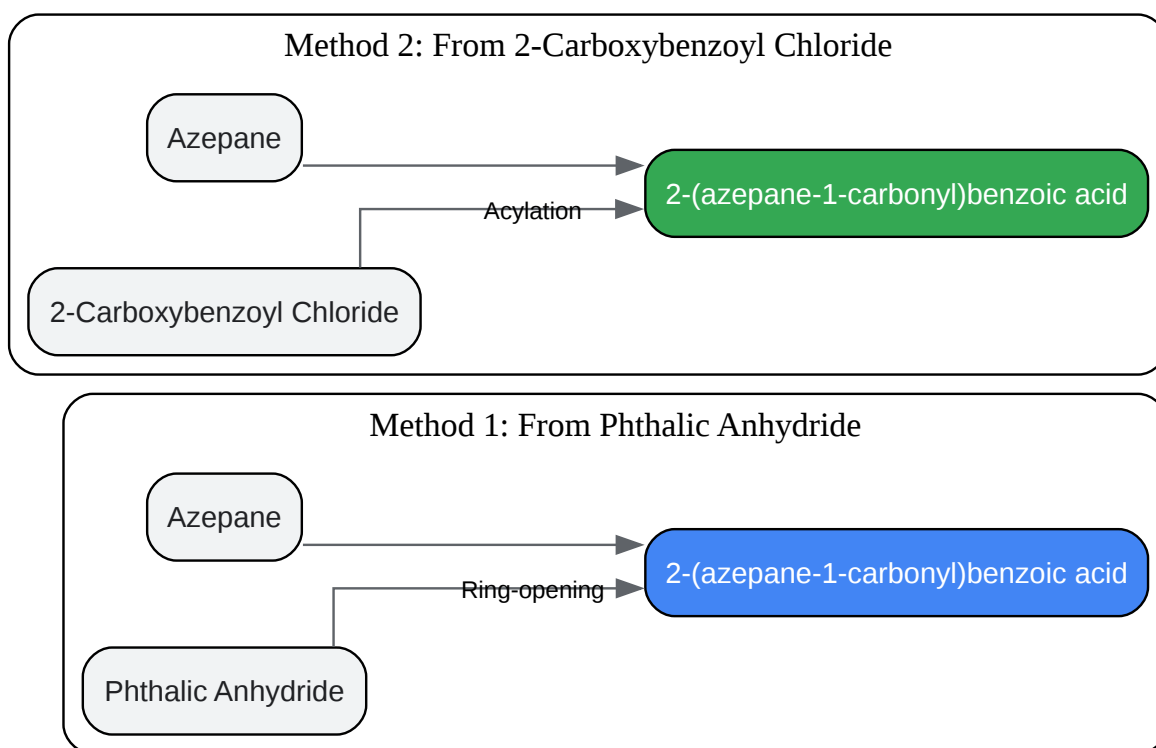 Method 2: From 2-Carboxybenzoyl Chloride
Azepane
2-(azepane-1-carbonyl)benzoic acid
Acylation
2-Carboxybenzoyl Chloride
Method 1: From Phthalic Anhydride
Azepane
2-(azepane-1-carbonyl)benzoic acid
Ring-opening
Phthalic Anhydride